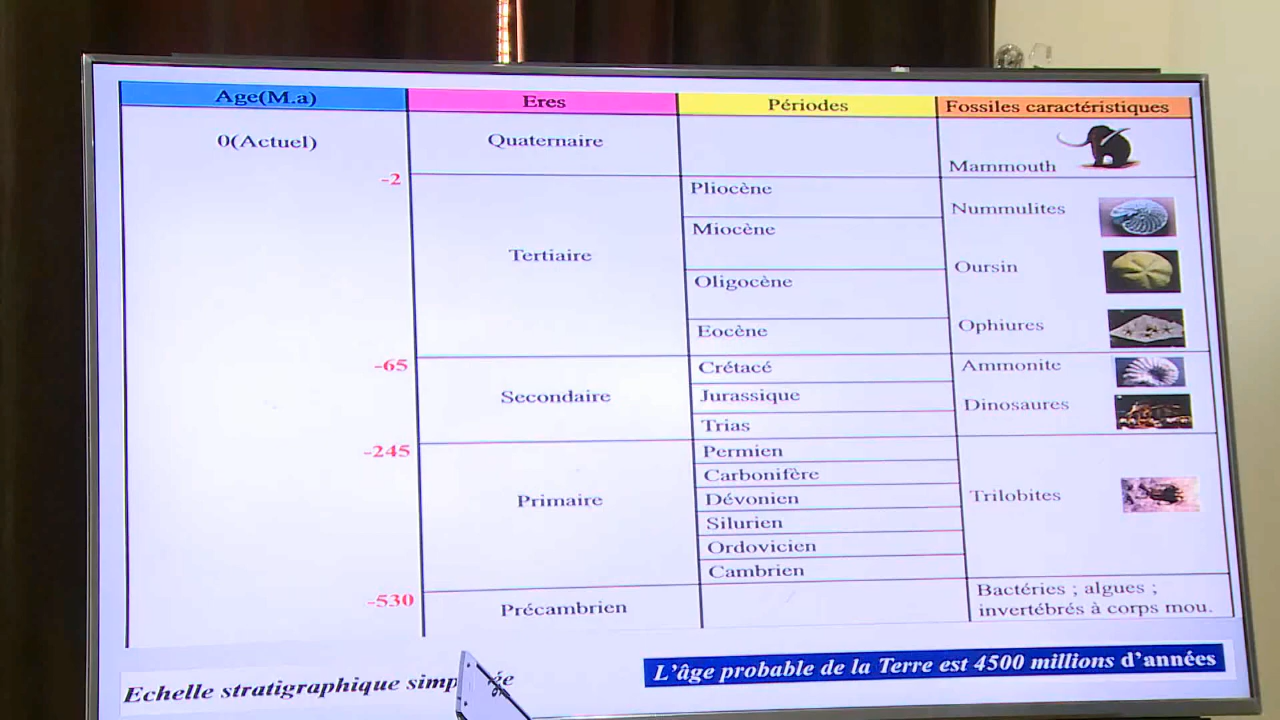 Age(M.a) Eres Périodes Fossiles caractéristiques
0(Actuel) Quaternaire Mammouth
-2
Tertiaire
Pliocène Nummulites
Miocène
Oursin
Oligocène
Eocène Ophiures
-65
Secondaire
Crétacé Ammonite
Jurassique Dinosaures
Trias
-245
Primaire
Permien
Carbonifère
Dévonien Trilobites
Silurien
Ordovicien
Cambrien
-530
Précambrien Bactéries ; algues ;
invertébrés à corps mou.
Echelle stratigraphique
L'âge probable de la Terre est 4500 millions d'années